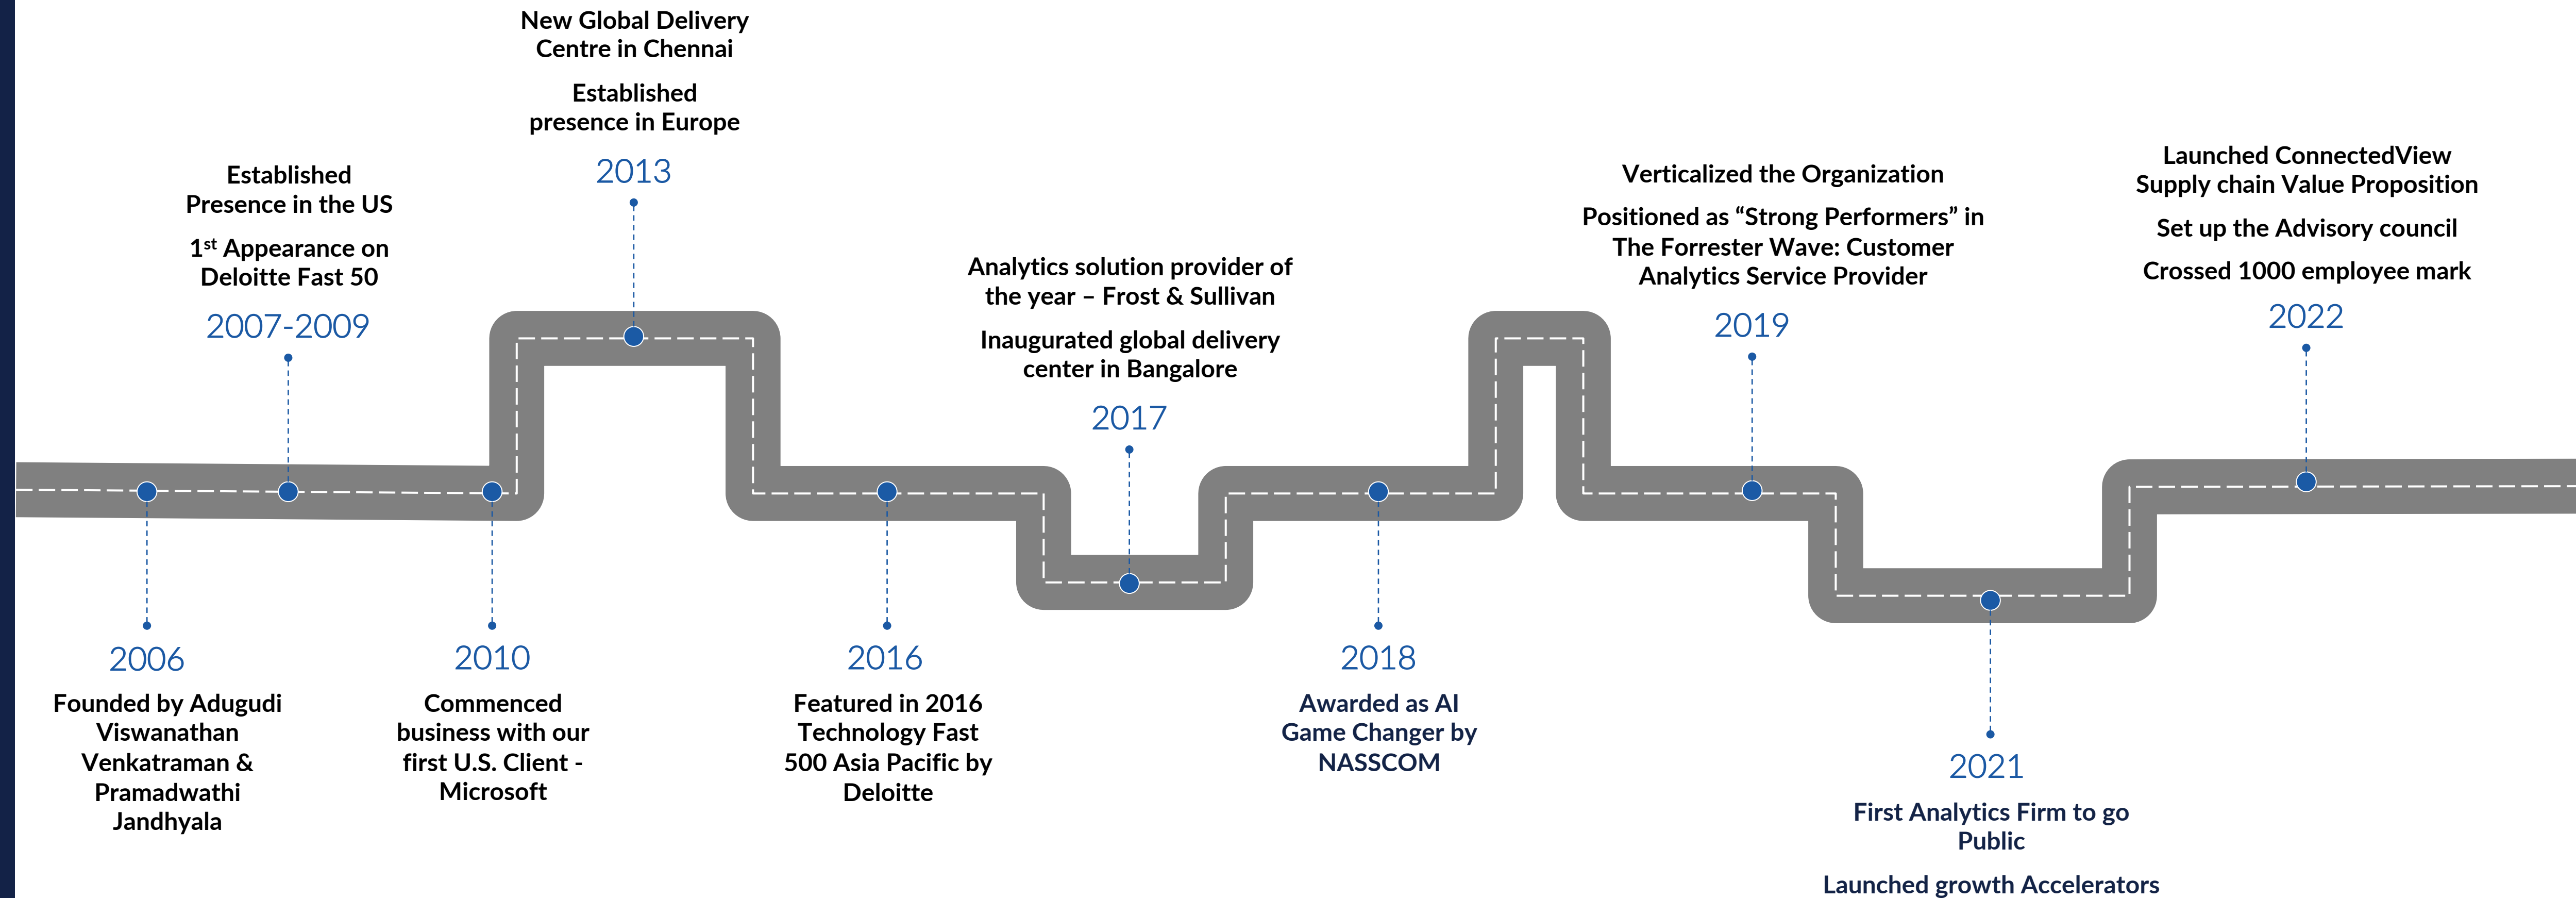 New Global Delivery
Centre in Chennai
Established
presence in Europe
2013
Established
Presence in the US
1st Appearance on
Deloitte Fast 50
2007-2009
Analytics solution provider of
the year – Frost & Sullivan
Inaugurated global delivery
center in Bangalore
2017
Verticalized the Organization
Positioned as “Strong Performers” in
The Forrester Wave: Customer
Analytics Service Provider
2019
Launched ConnectedView
Supply chain Value Proposition
Set up the Advisory council
Crossed 1000 employee mark
2022
2006
Founded by Adugudi
Viswanathan
Venkatraman &
Pramadwathi
Jandhyala
2010
Commenced
business with our
first U.S. Client -
Microsoft
2016
Featured in 2016
Technology Fast
500 Asia Pacific by
Deloitte
2018
Awarded as AI
Game Changer by
NASSCOM
2021
First Analytics Firm to go
Public
Launched growth Accelerators